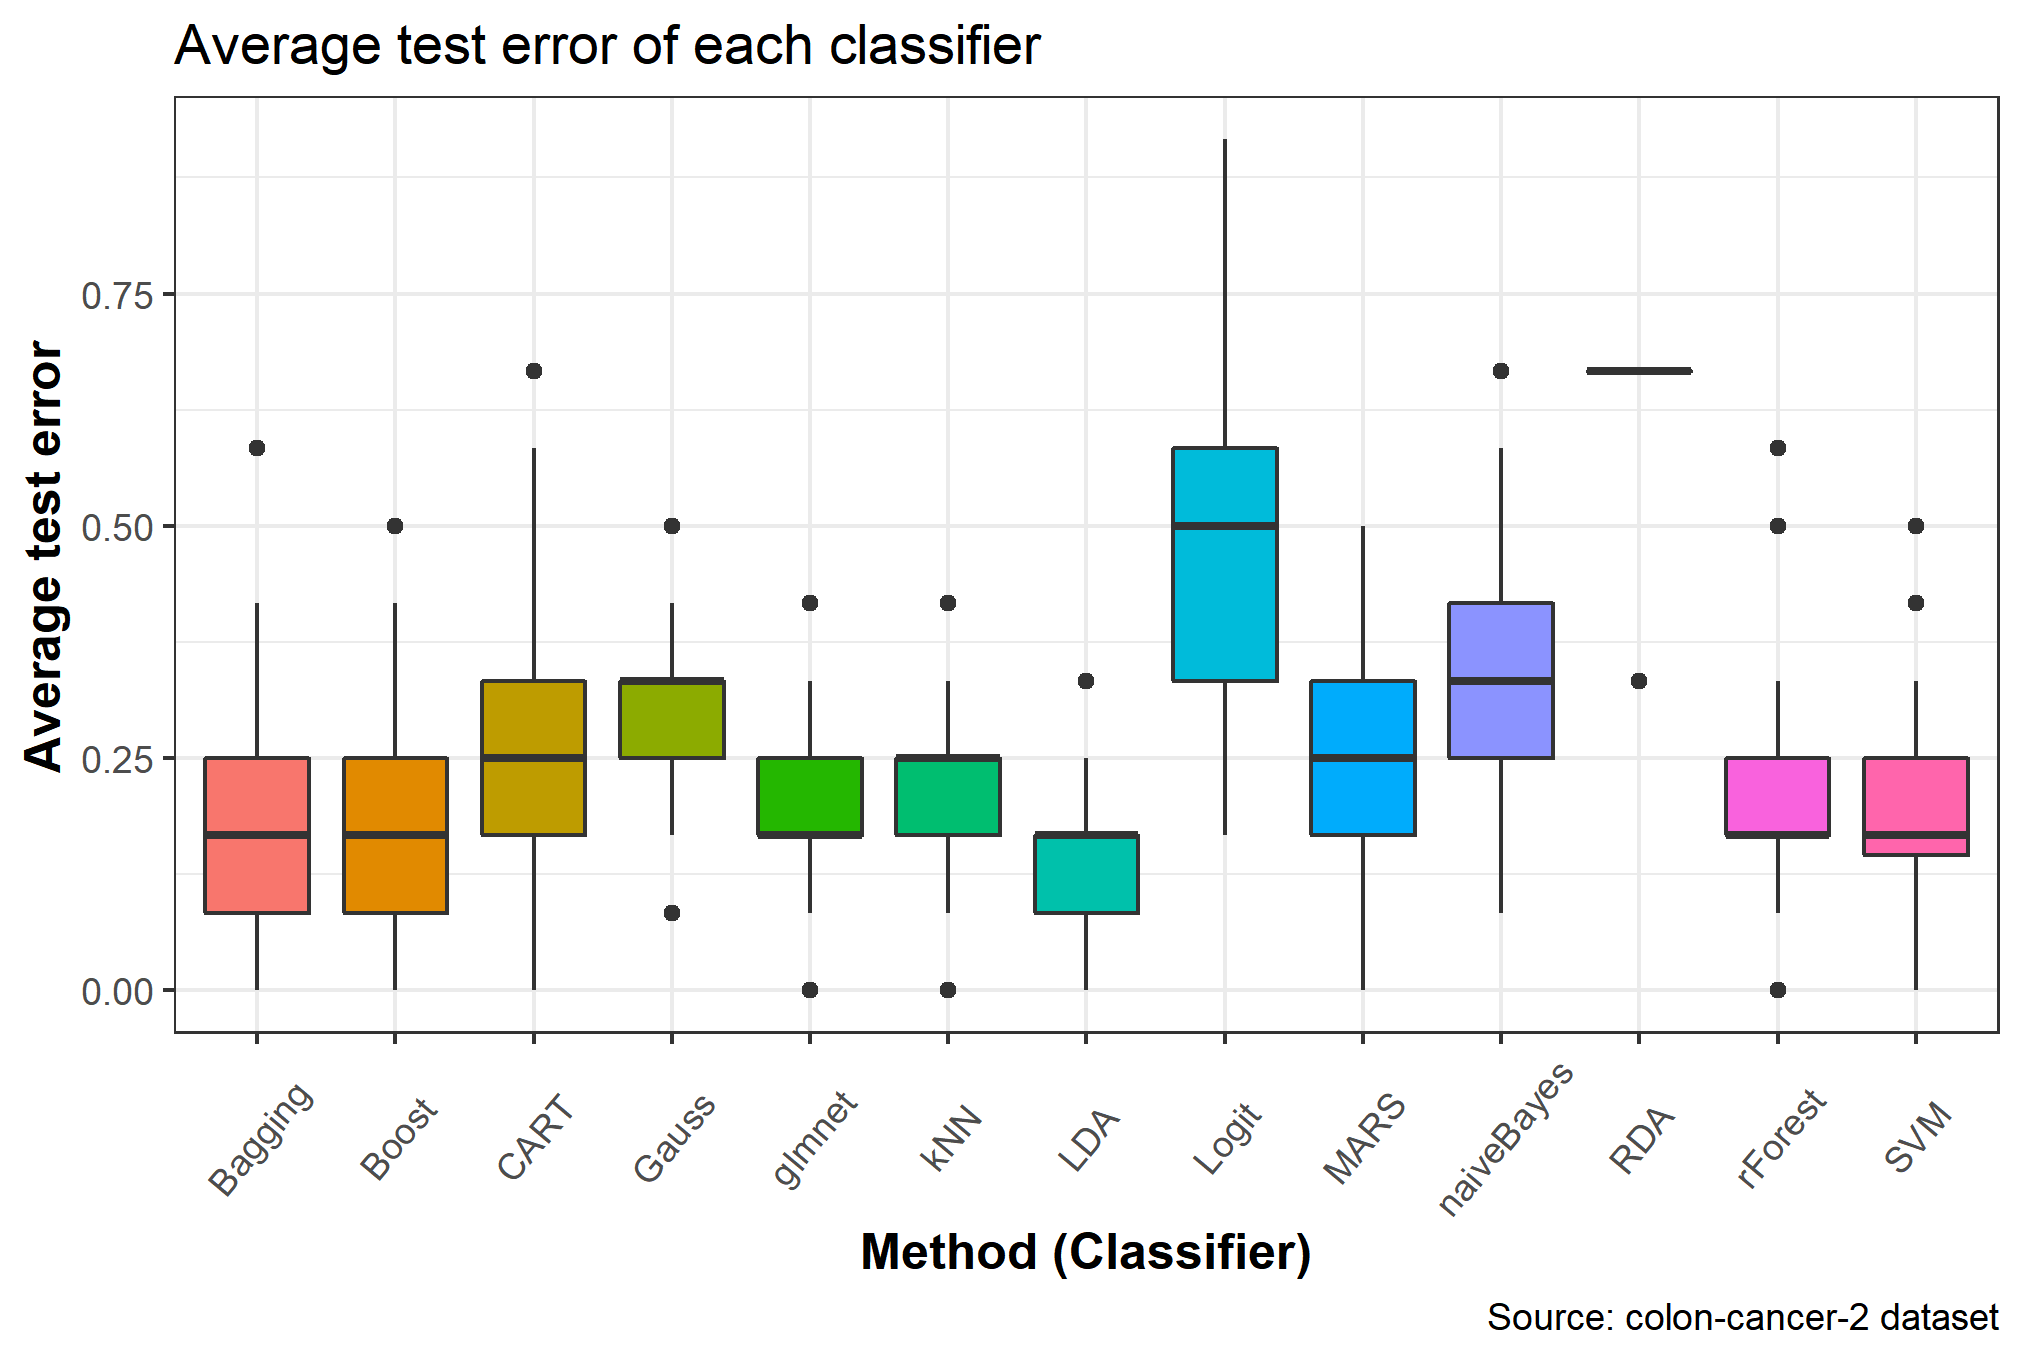 Average test error of each classifier
Average test error
0.75
0.50
0.25
0.00
Bagging
Boost
CART
Gauss
glmnet
kNN
LDA
Logit
MARS
naiveBayes
RDA
rForest
SVM
Method (Classifier)
Source: colon-cancer-2 dataset